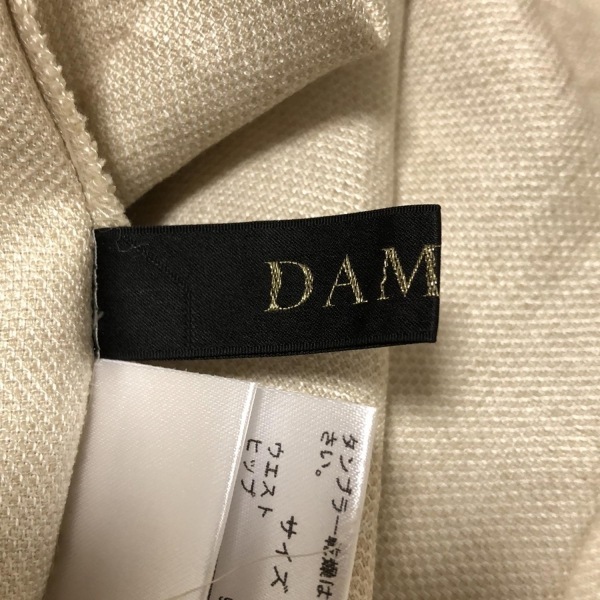 DAM
タンブラー乾燥は
さい。
サイズ
ウエスト
ヒップ